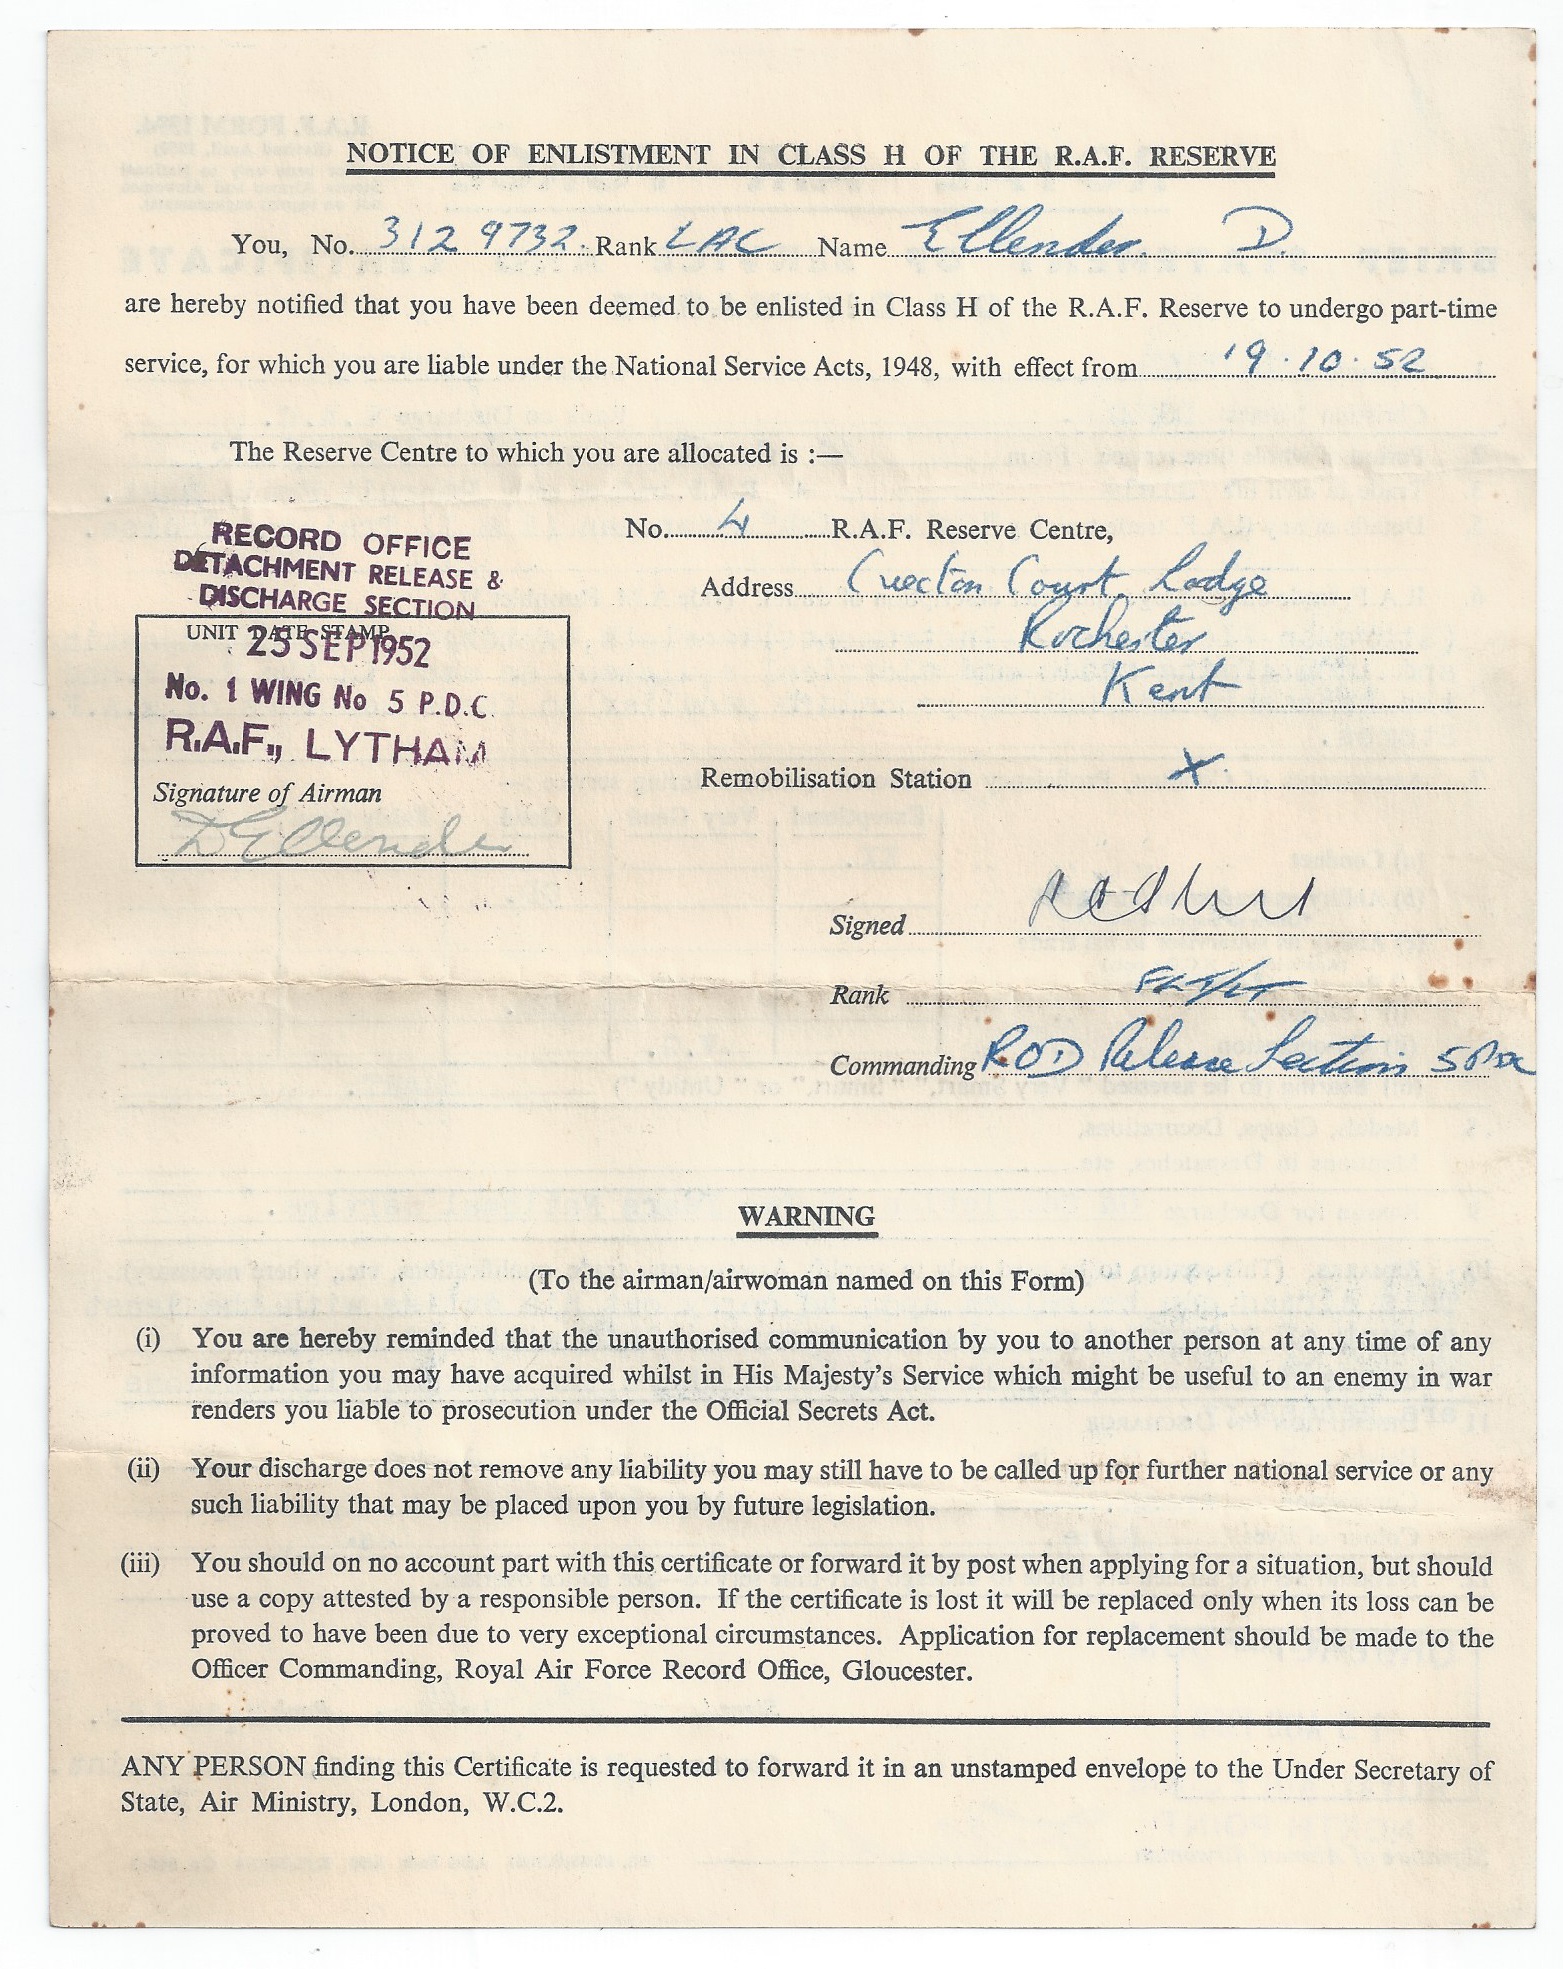 NOTICE OF ENLISTMENT IN CLASS H OF THE R.A.F. RESERVE
You, No. 3129732. Rank LAC Name Ellender. D.
are hereby notified that you have been deemed to be enlisted in Class H of the R.A.F. Reserve to undergo part-time
service, for which you are liable under the National Service Acts, 1948, with effect from 19.10.52
The Reserve Centre to which you are allocated is :—
No. 4 R.A.F. Reserve Centre,
Address Court Lodge
Rochester
Kent
RECORD OFFICE
DETACHMENT RELEASE &
DISCHARGE SECTION
UNIT DATE STAMP
25 SEP 1952
No. 1 WING No 5 P.D.C.
R.A.F., LYTHAM
Signature of Airman
D Ellender
Remobilisation Station X
Signed
Rank FLT/LT
Commanding ROD Release Section 5 PDC
WARNING
(To the airman/airwoman named on this Form)
(i) You are hereby reminded that the unauthorised communication by you to another person at any time of any
information you may have acquired whilst in His Majesty's Service which might be useful to an enemy in war
renders you liable to prosecution under the Official Secrets Act.
(ii) Your discharge does not remove any liability you may still have to be called up for further national service or any
such liability that may be placed upon you by future legislation.
(iii) You should on no account part with this certificate or forward it by post when applying for a situation, but should
use a copy attested by a responsible person. If the certificate is lost it will be replaced only when its loss can be
proved to have been due to very exceptional circumstances. Application for replacement should be made to the
Officer Commanding, Royal Air Force Record Office, Gloucester.
ANY PERSON finding this Certificate is requested to forward it in an unstamped envelope to the Under Secretary of
State, Air Ministry, London, W.C.2.